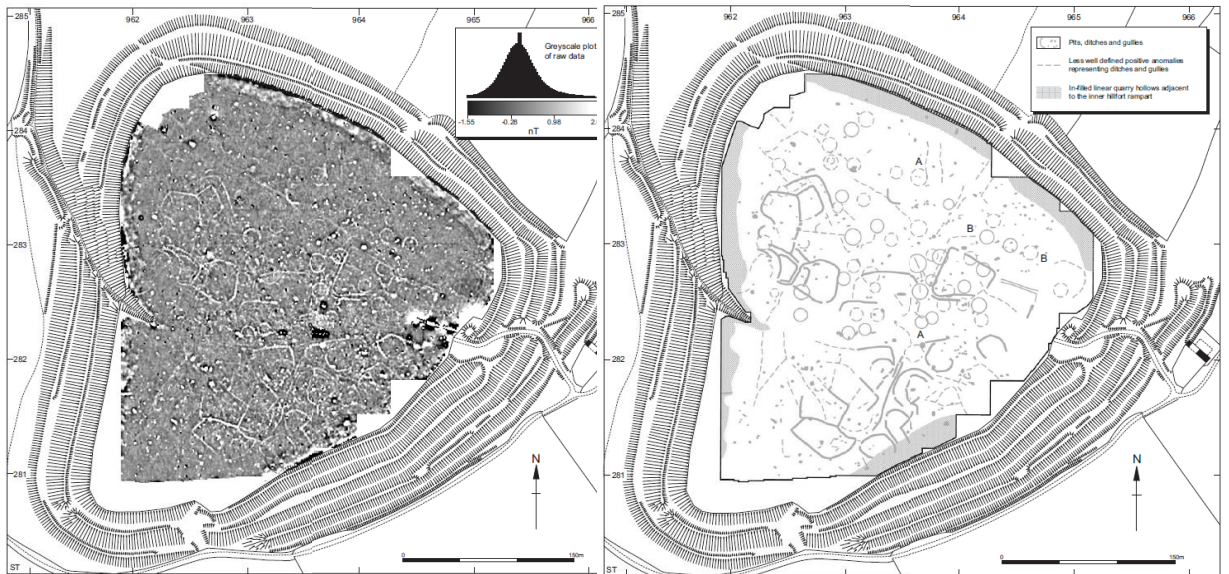 285
962
963
964
965
966
Greyscale plot
of raw data
-1.55
-0.28
0.98
2.
nT
284
283
282
281
N
0
150m
ST
285
962
963
964
965
966
Pits, ditches and gullies
Less well defined positive anomalies
representing ditches and gullies
In-filled linear quarry hollows adjacent
to the inner hillfort rampart
284
A
283
B
B
282
A
281
N
0
150m
ST